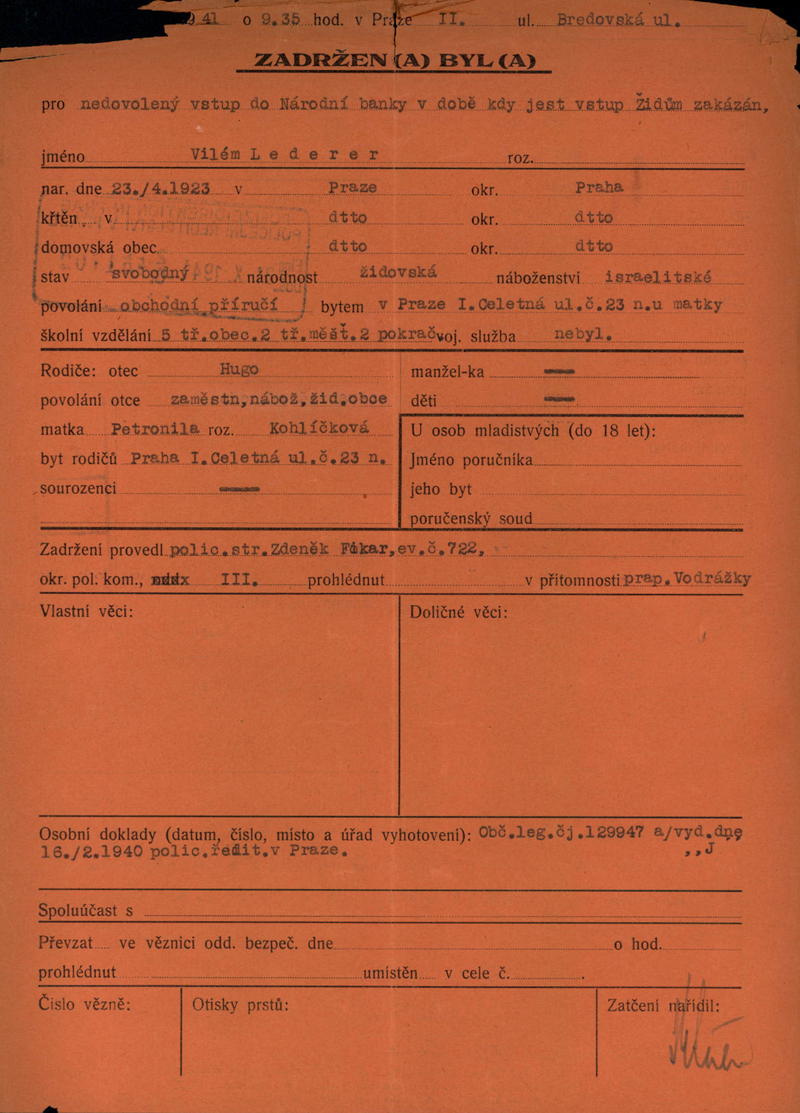 41 o 9.35 hod. v Praze II. ul. Bredovská ul.
ZADRŽEN (A) BYL (A)
pro nedovolený vstup do Národní banky v době kdy jest vstup Židům zakázán,
jméno Vilém Lederer roz.
nar. dne 23./4.1923 v Praze okr. Praha
křtěn v dtto okr. dtto
domovská obec dtto okr. dtto
stav svobodný národnost židovská náboženství israelitské
povolání obchodní příručí bytem v Praze I.Celetná ul.č.23 n.u matky
školní vzdělání 5 tř.obec.2 tř.měšť.2 pokrač voj. služba nebyl.
Rodiče: otec Hugo manžel-ka —
povolání otce zaměstn,nábož,žid.obce děti —
matka Petronila roz. Kohlíčková U osob mladistvých (do 18 let):
byt rodičů Praha I.Celetná ul.č.23 n. Jméno poručníka
sourozenci — jeho byt
poručenský soud
Zadržení provedl polic.str.Zdeněk Fákar,ev.č.722,
okr. pol. kom., III. prohlédnut v přítomnosti prap.Vodrážky
Vlastní věci: Doličné věci:
Osobní doklady (datum, číslo, místo a úřad vyhotovení): Obč.leg.čj.129947 a/vyd.dne
16./2.1940 polic.ředit.v Praze. ,,J
Spoluúčast s
Převzat ve věznici odd. bezpeč. dne o hod.
prohlédnut umístěn v cele č.
Číslo vězně: Otisky prstů: Zatčení nařídil: